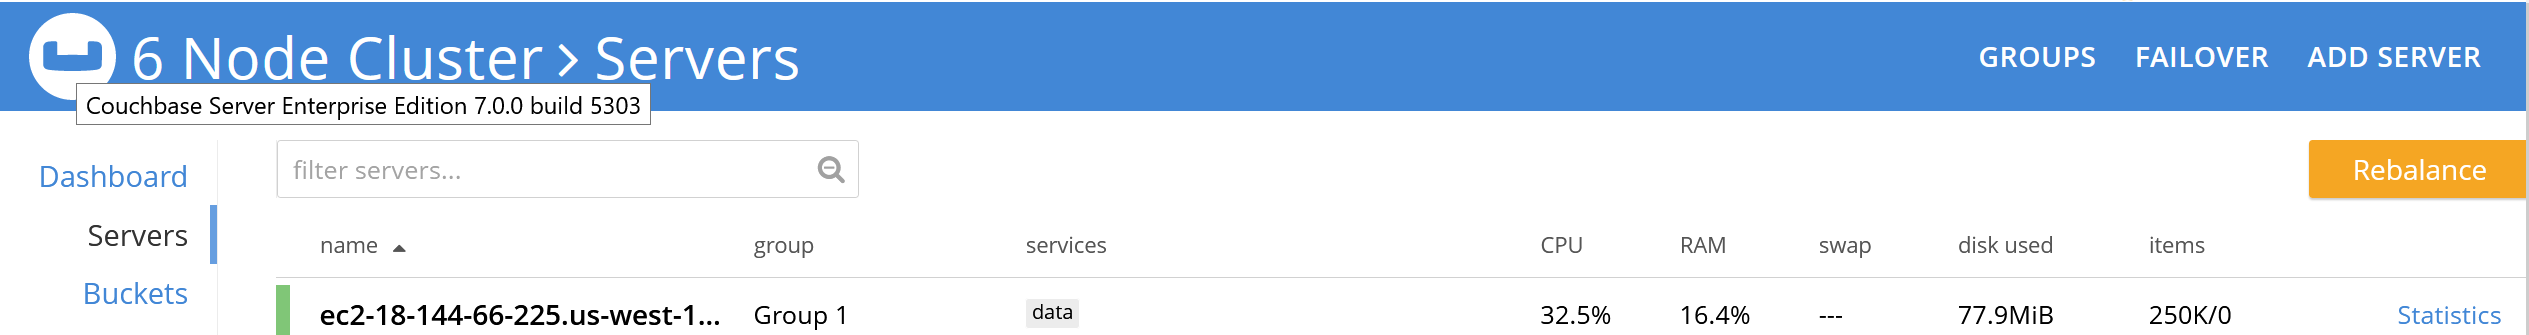 6 Node Cluster > Servers
GROUPS FAILOVER ADD SERVER
Couchbase Server Enterprise Edition 7.0.0 build 5303
Dashboard
Servers
Buckets
filter servers...
Rebalance
name group services CPU RAM swap disk used items
ec2-18-144-66-225.us-west-1... Group 1 data 32.5% 16.4% --- 77.9MiB 250K/0 Statistics